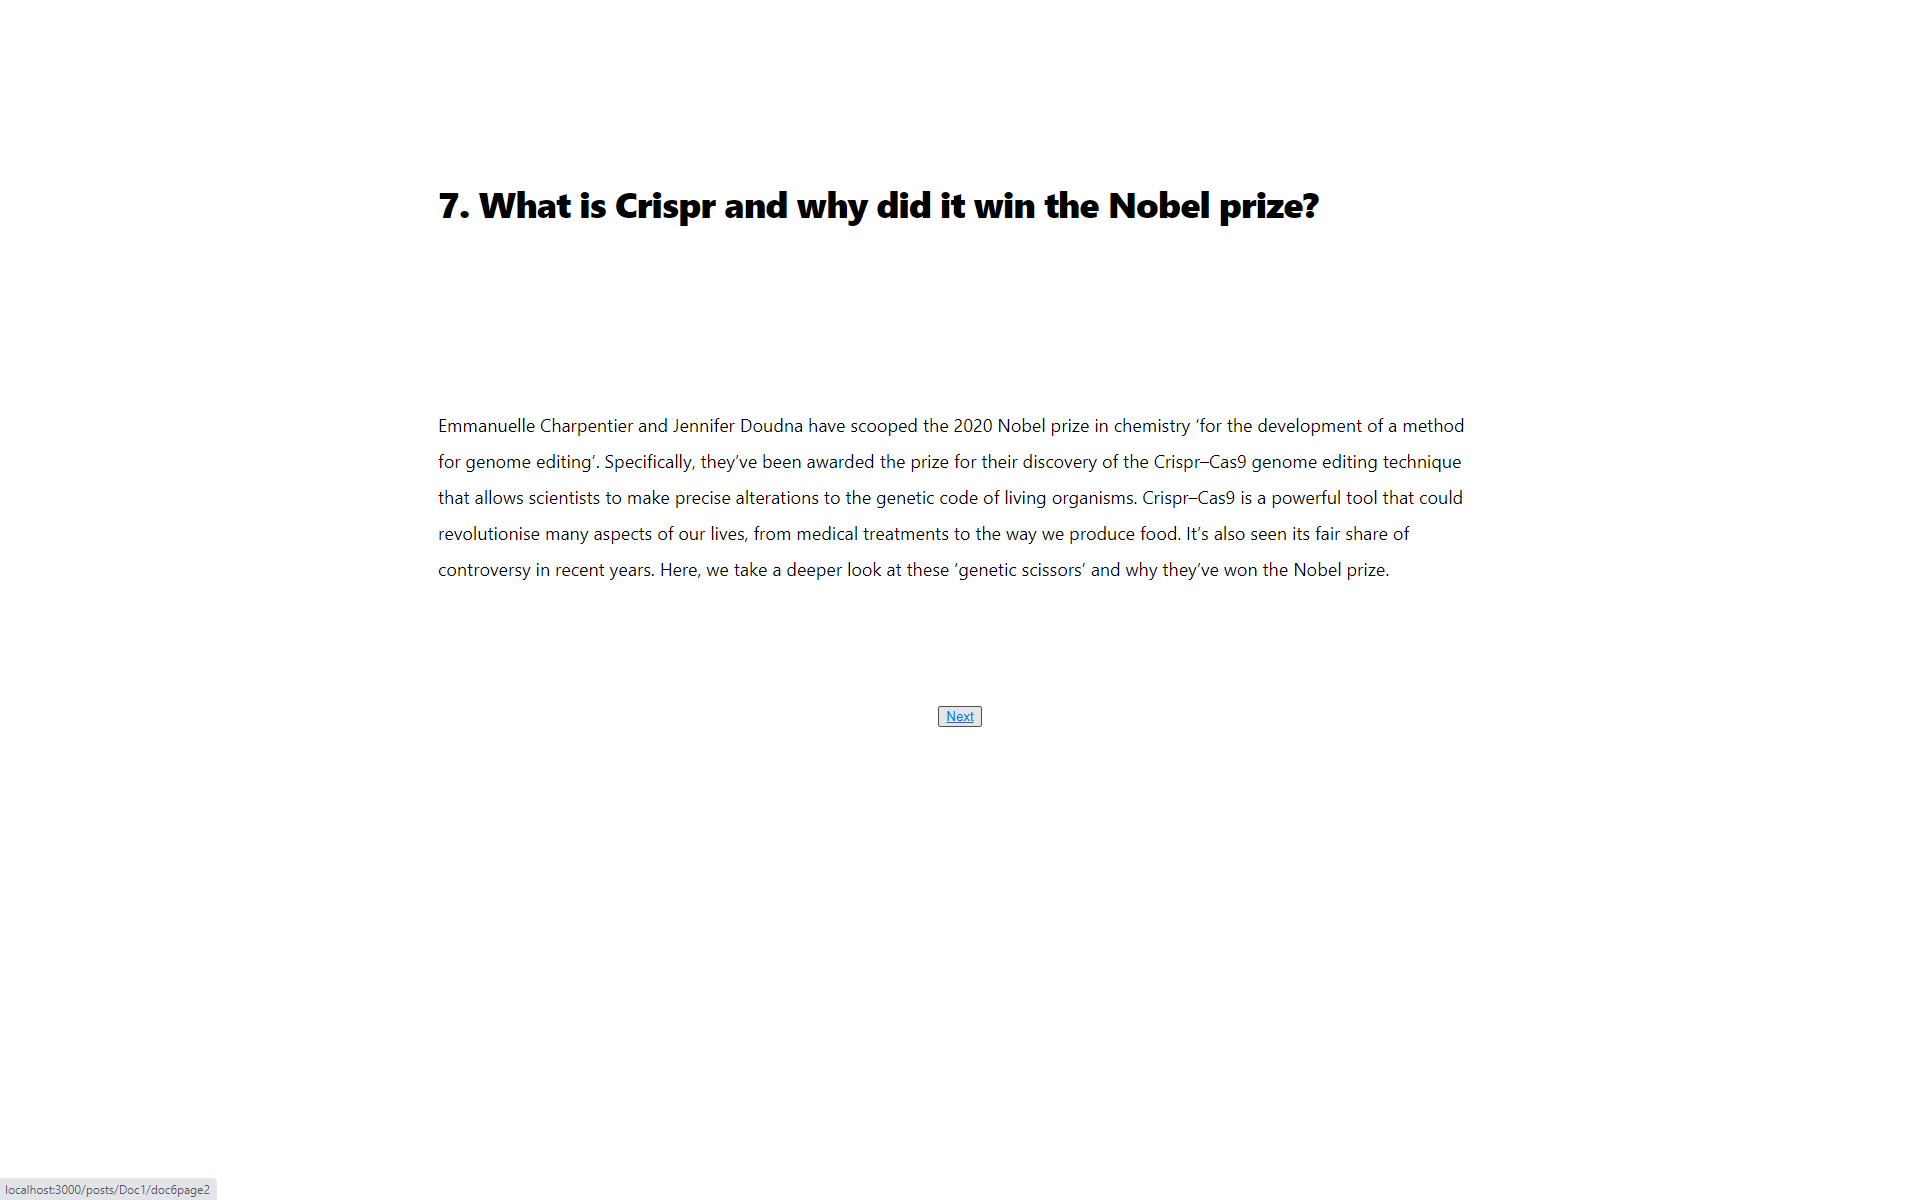 7. What is Crispr and why did it win the Nobel prize?
Emmanuelle Charpentier and Jennifer Doudna have scooped the 2020 Nobel prize in chemistry ‘for the development of a method
for genome editing’. Specifically, they’ve been awarded the prize for their discovery of the Crispr–Cas9 genome editing technique
that allows scientists to make precise alterations to the genetic code of living organisms. Crispr–Cas9 is a powerful tool that could
revolutionise many aspects of our lives, from medical treatments to the way we produce food. It’s also seen its fair share of
controversy in recent years. Here, we take a deeper look at these ‘genetic scissors’ and why they’ve won the Nobel prize.
Next
localhost:3000/posts/Doc1/doc6page2